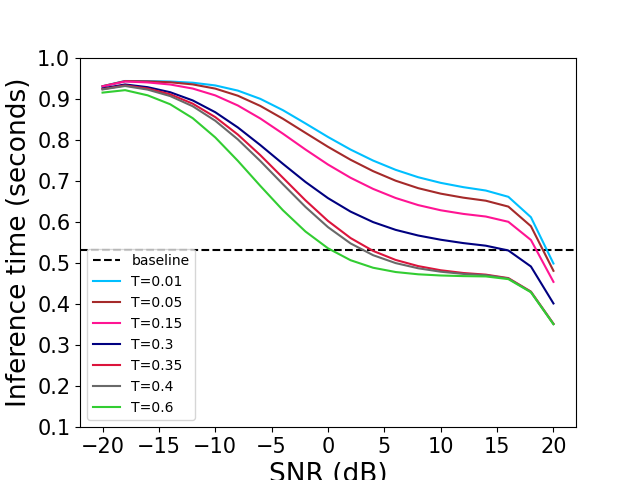 1.0
0.9
0.8
0.7
0.6
0.5
0.4
0.3
0.2
0.1
Inference time (seconds)
baseline
T=0.01
T=0.05
T=0.15
T=0.3
T=0.35
T=0.4
T=0.6
−20 −15 −10 −5 0 5 10 15 20
SNR (dB)